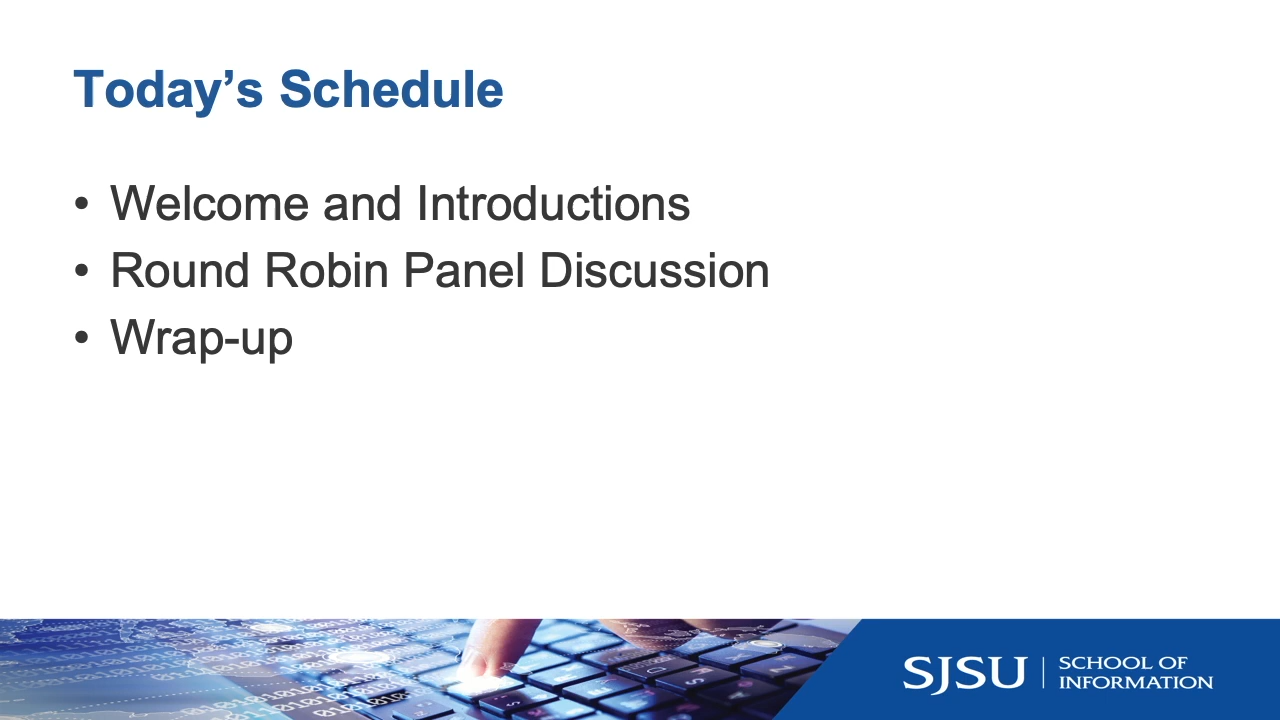 Today’s Schedule
• Welcome and Introductions
• Round Robin Panel Discussion
• Wrap-up
SJSU | SCHOOL OF
INFORMATION